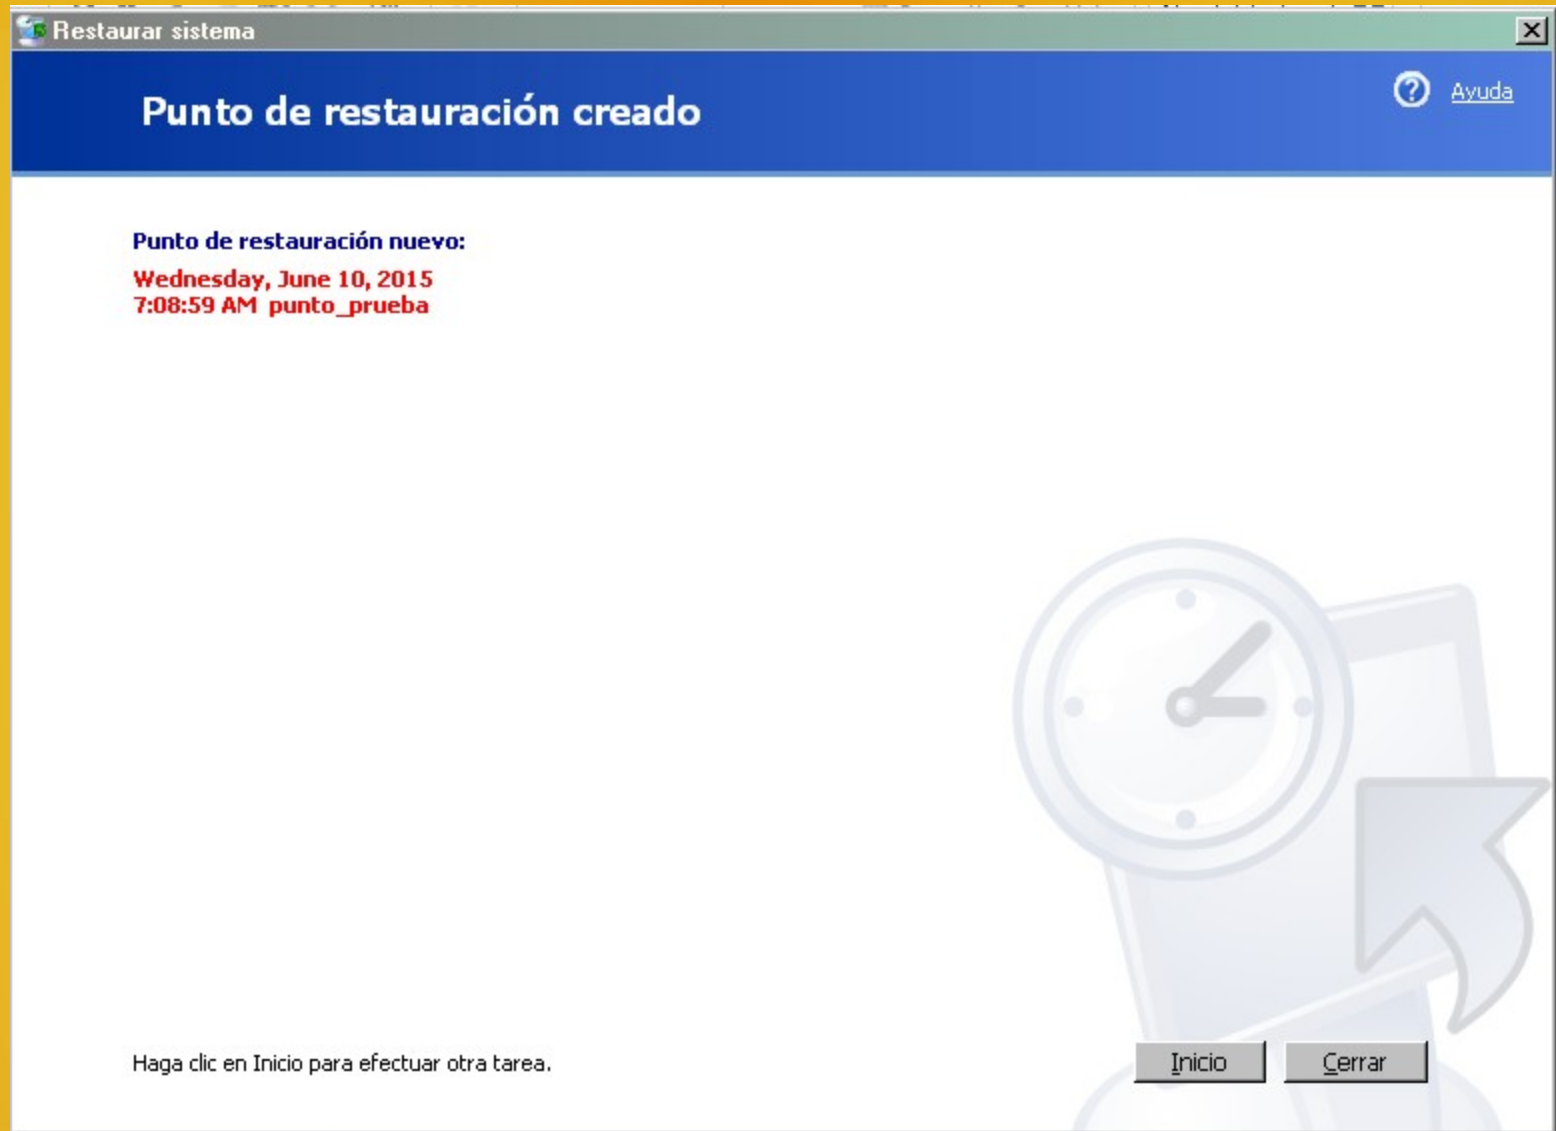 Restaurar sistema
Punto de restauración creado
Ayuda
Punto de restauración nuevo:
Wednesday, June 10, 2015
7:08:59 AM punto_prueba
Haga clic en Inicio para efectuar otra tarea.
Inicio
Cerrar